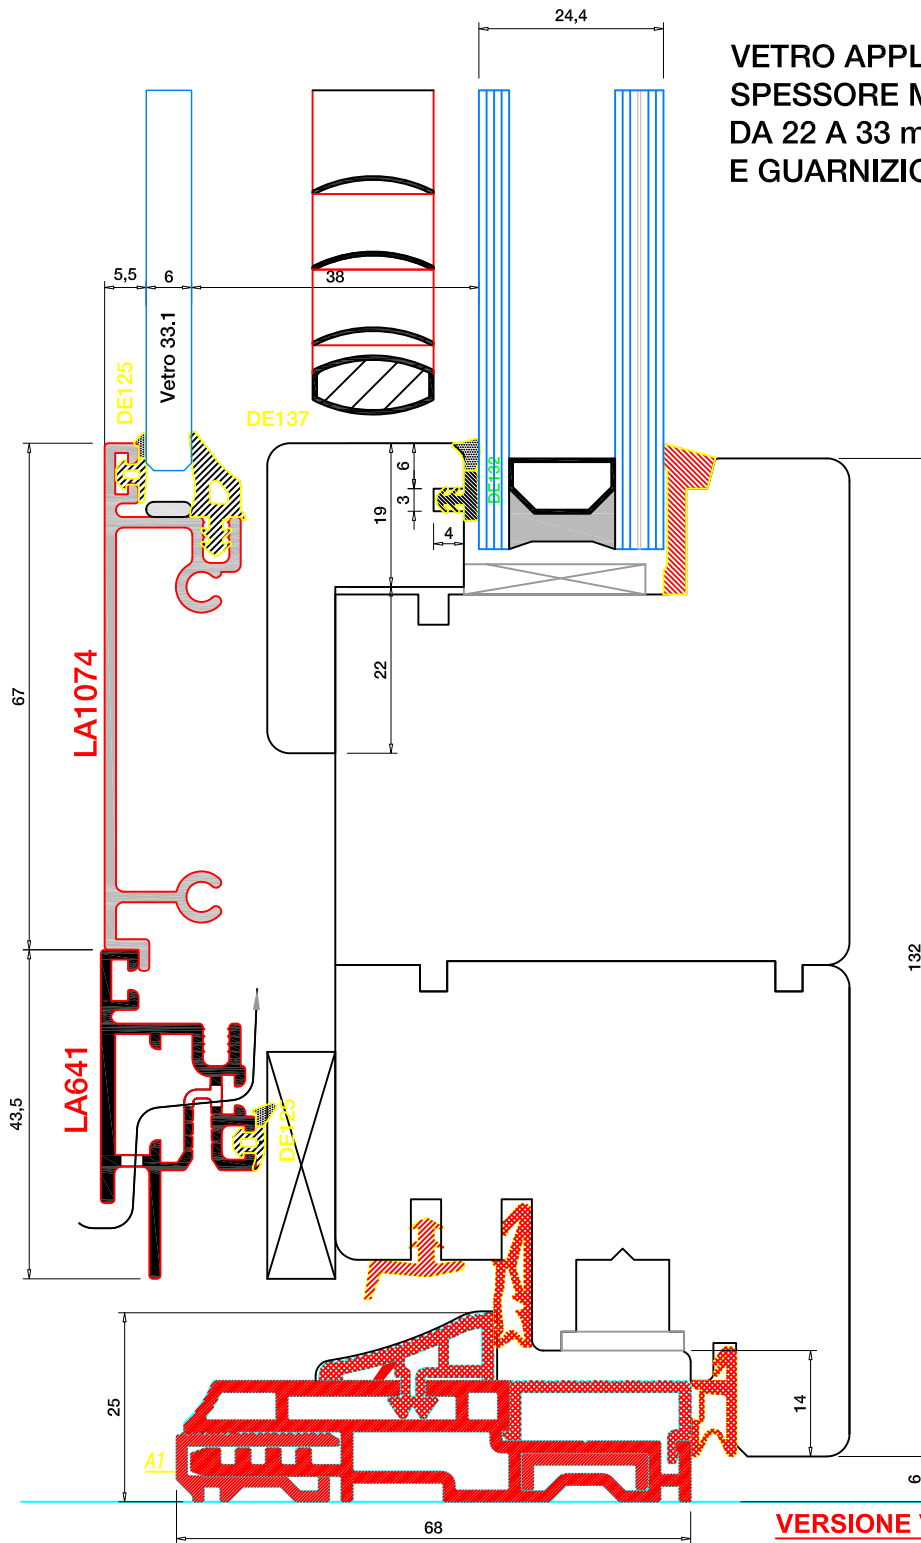 24,4
VETRO APPL
SPESSORE M
DA 22 A 33 m
E GUARNIZIO
5,5
6
38
Vetro 33.1
DE125
DE137
DE132
6
3
19
4
22
67
LA1074
132
43,5
LA641
DE125
25
14
A1
6
68
VERSIONE V